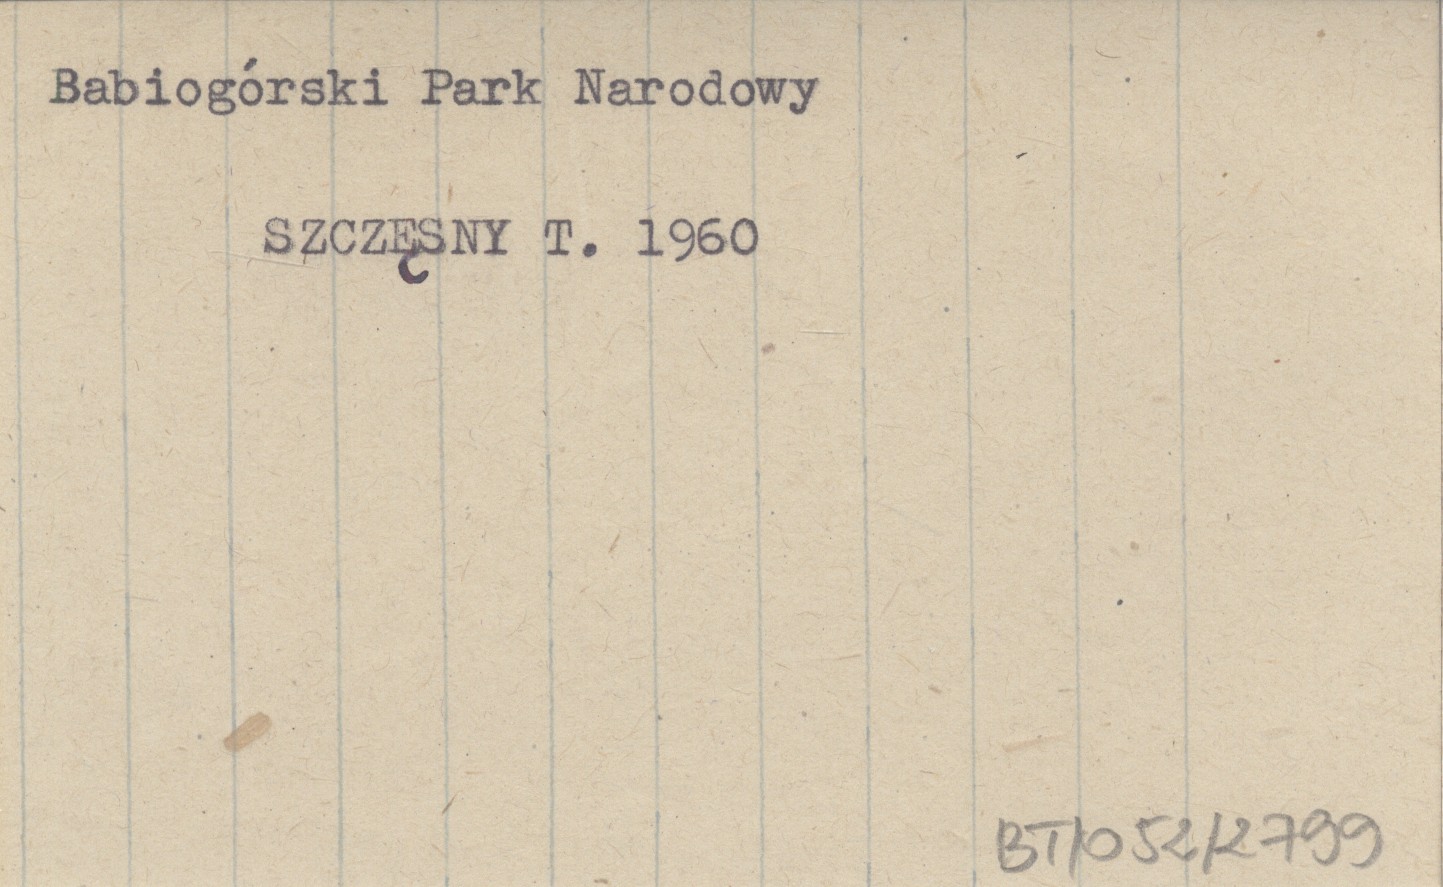 Babiogórski Park Narodowy
SZCZĘSNY T. 1960
BT/052/2799